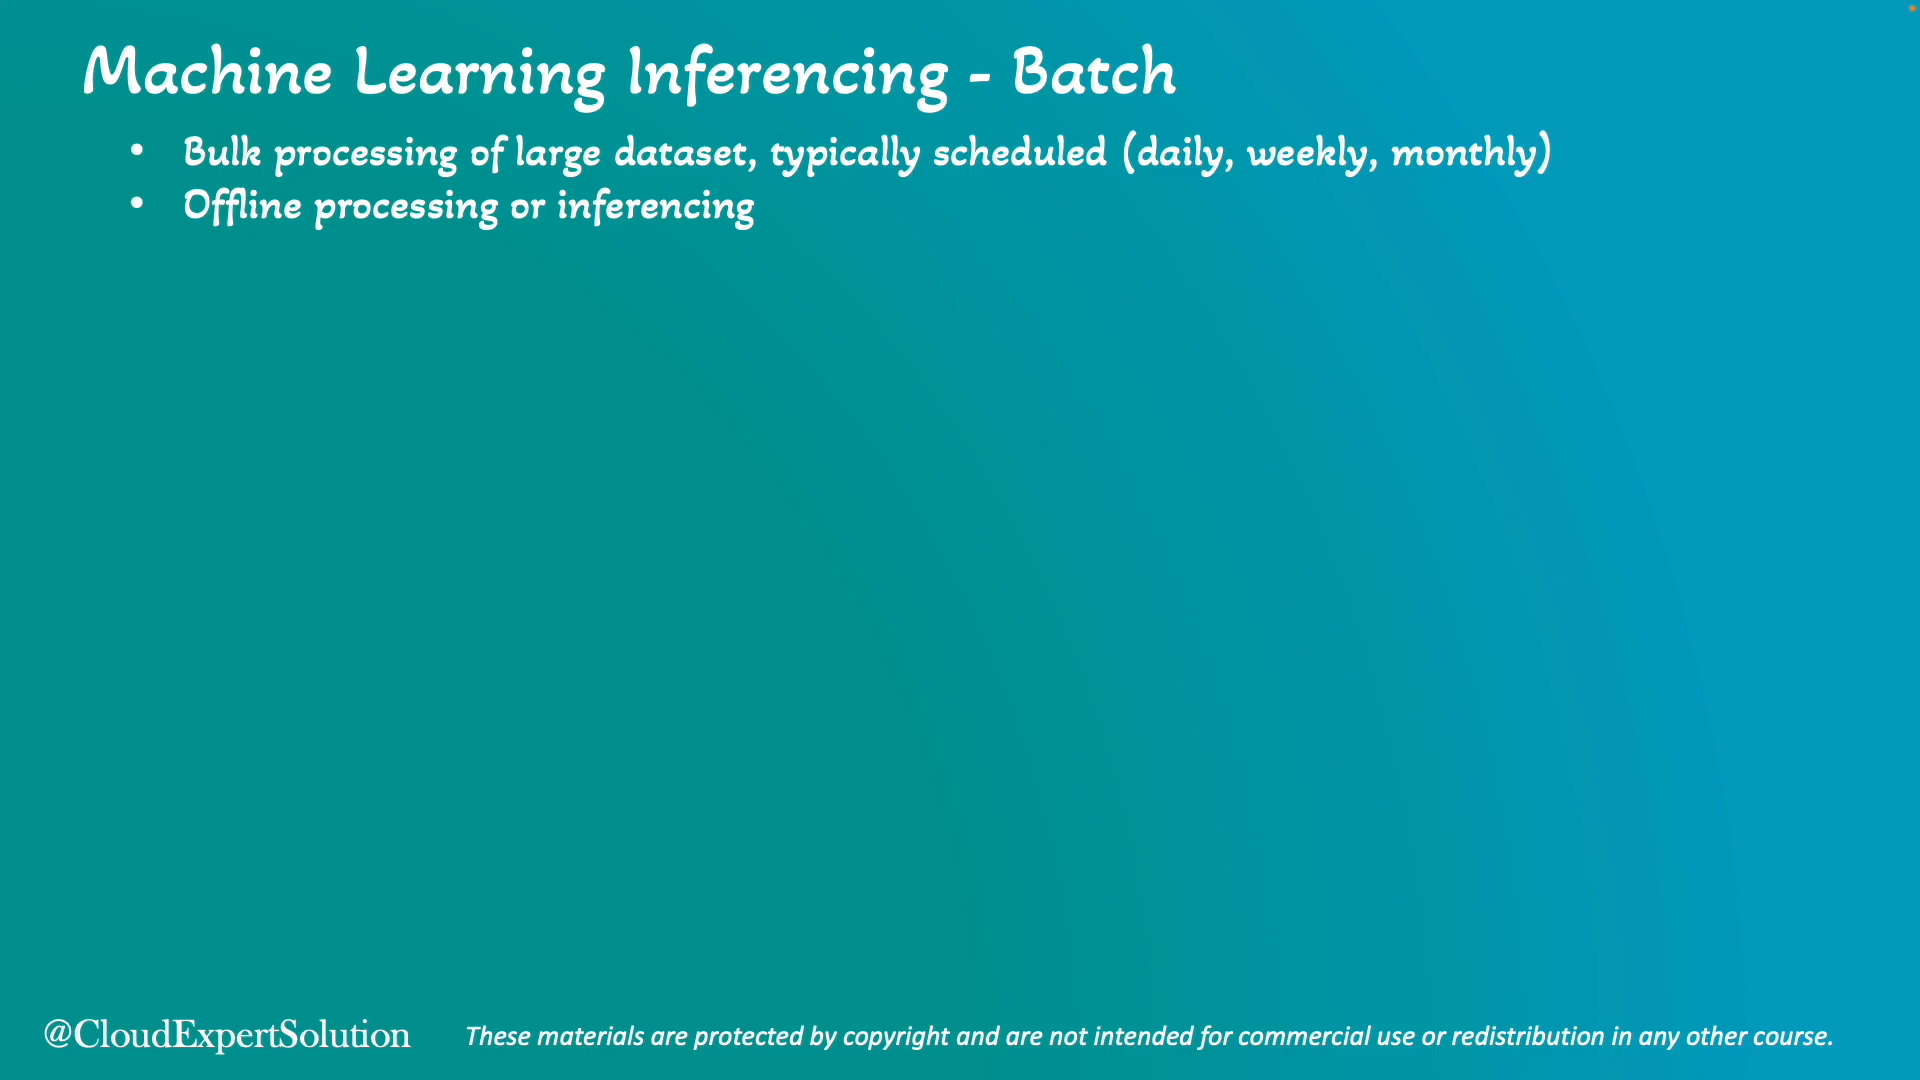 Machine Learning Inferencing - Batch
• Bulk processing of large dataset, typically scheduled (daily, weekly, monthly)
• Offline processing or inferencing
@CloudExpertSolution
These materials are protected by copyright and are not intended for commercial use or redistribution in any other course.